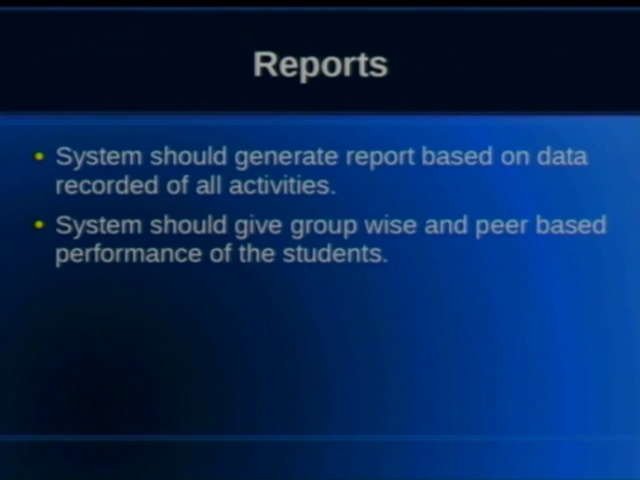 Reports
• System should generate report based on data
recorded of all activities.
• System should give group wise and peer based
performance of the students.